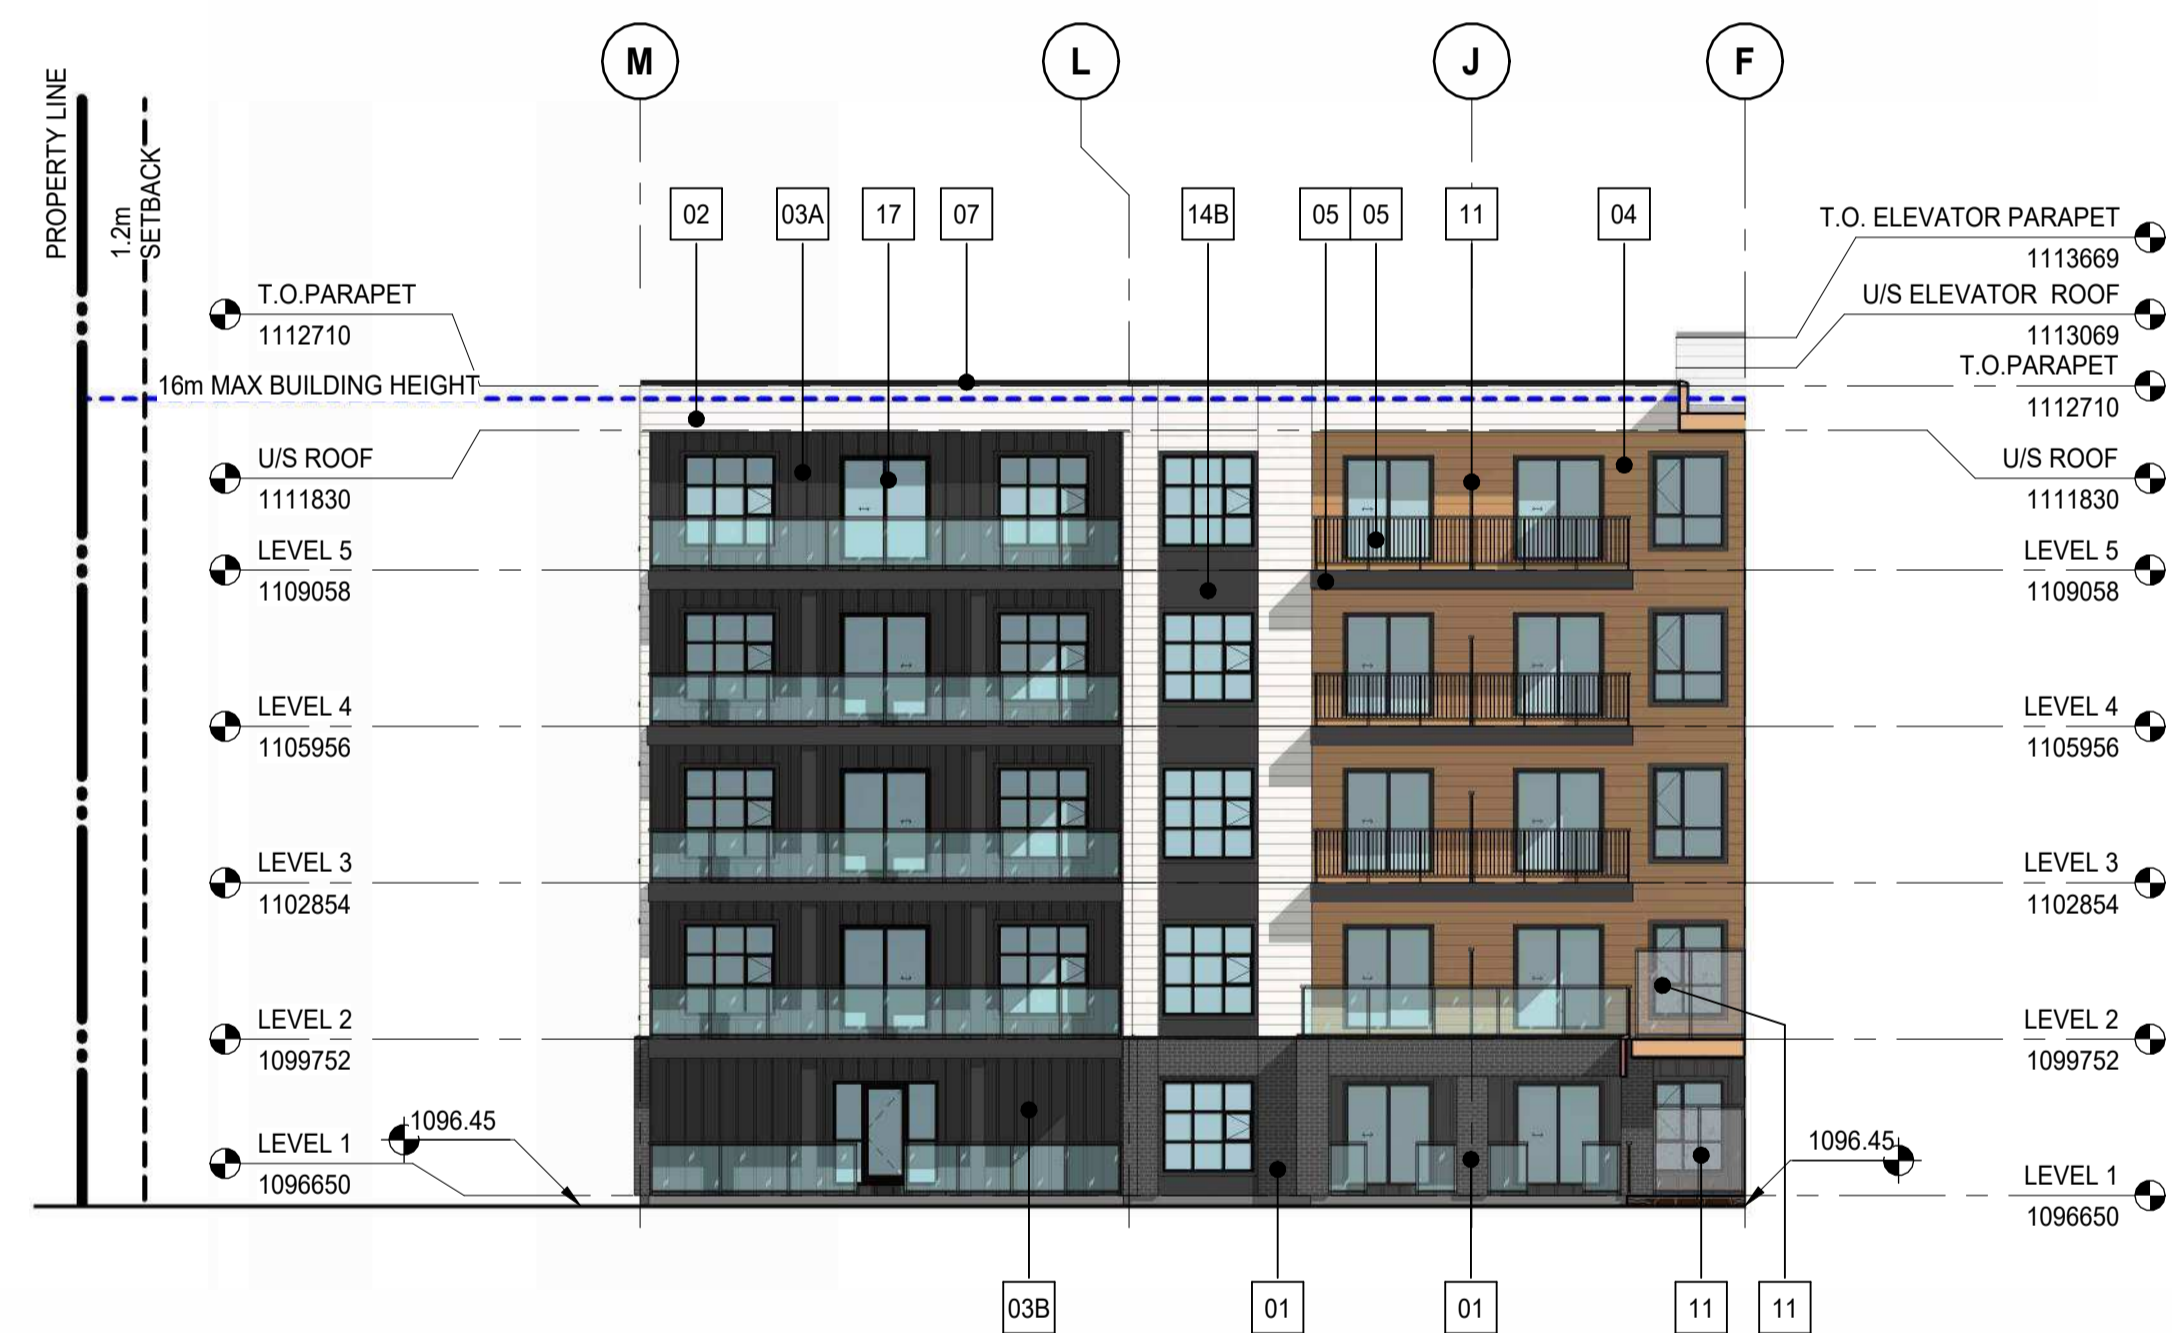 M
L
J
F
PROPERTY LINE
1.2m
SETBACK
02
03A
17
07
14B
05
05
11
04
T.O.PARAPET
1112710
16m MAX BUILDING HEIGHT
U/S ROOF
1111830
LEVEL 5
1109058
LEVEL 4
1105956
LEVEL 3
1102854
LEVEL 2
1099752
1096.45
LEVEL 1
1096650
T.O. ELEVATOR PARAPET
1113669
U/S ELEVATOR ROOF
1113069
T.O.PARAPET
1112710
U/S ROOF
1111830
LEVEL 5
1109058
LEVEL 4
1105956
LEVEL 3
1102854
LEVEL 2
1099752
1096.45
LEVEL 1
1096650
03B
01
01
11
11